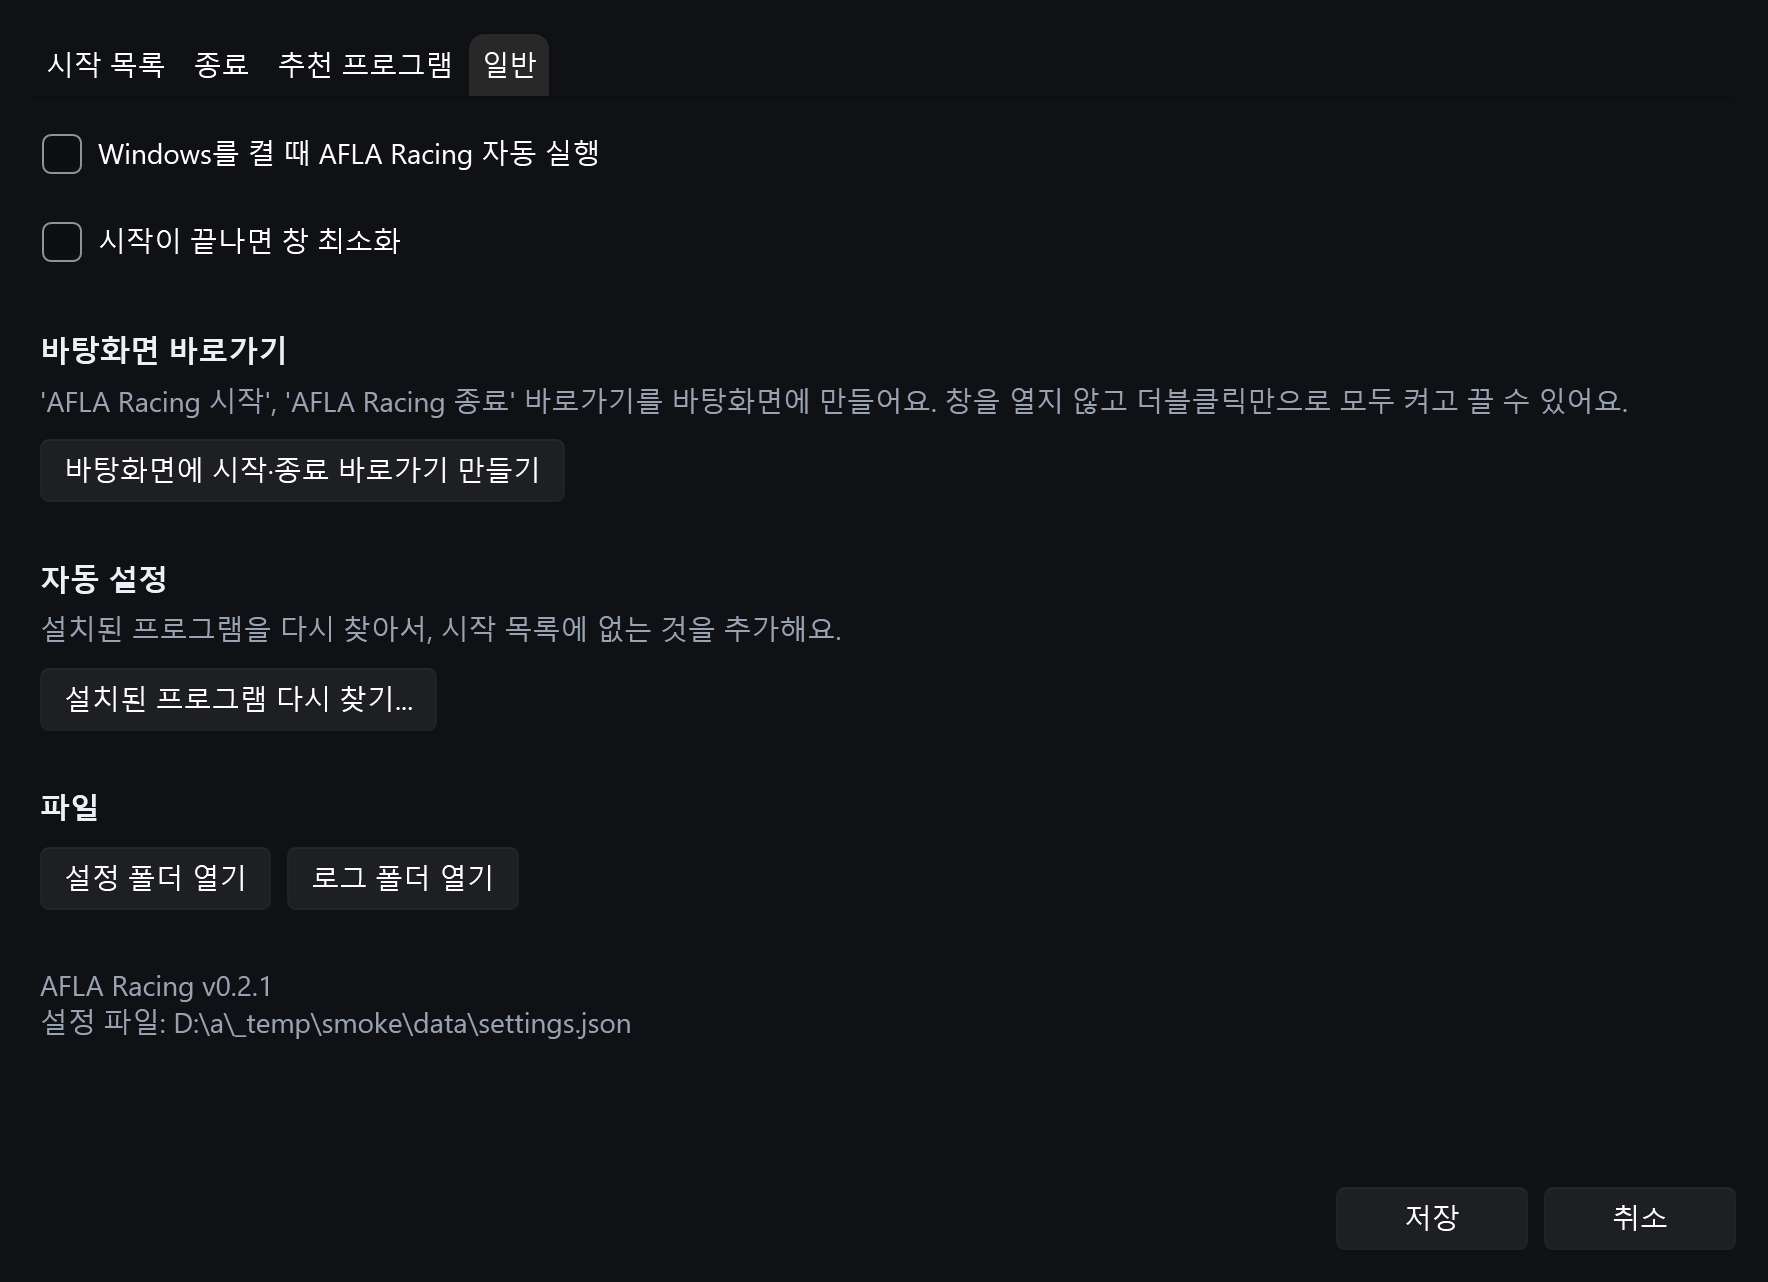 시작 목록 종료 추천 프로그램 일반
Windows를 켤 때 AFLA Racing 자동 실행
시작이 끝나면 창 최소화
바탕화면 바로가기
'AFLA Racing 시작', 'AFLA Racing 종료' 바로가기를 바탕화면에 만들어요. 창을 열지 않고 더블클릭만으로 모두 켜고 끌 수 있어요.
바탕화면에 시작·종료 바로가기 만들기
자동 설정
설치된 프로그램을 다시 찾아서, 시작 목록에 없는 것을 추가해요.
설치된 프로그램 다시 찾기...
파일
설정 폴더 열기 로그 폴더 열기
AFLA Racing v0.2.1
설정 파일: D:\a\_temp\smoke\data\settings.json
저장 취소